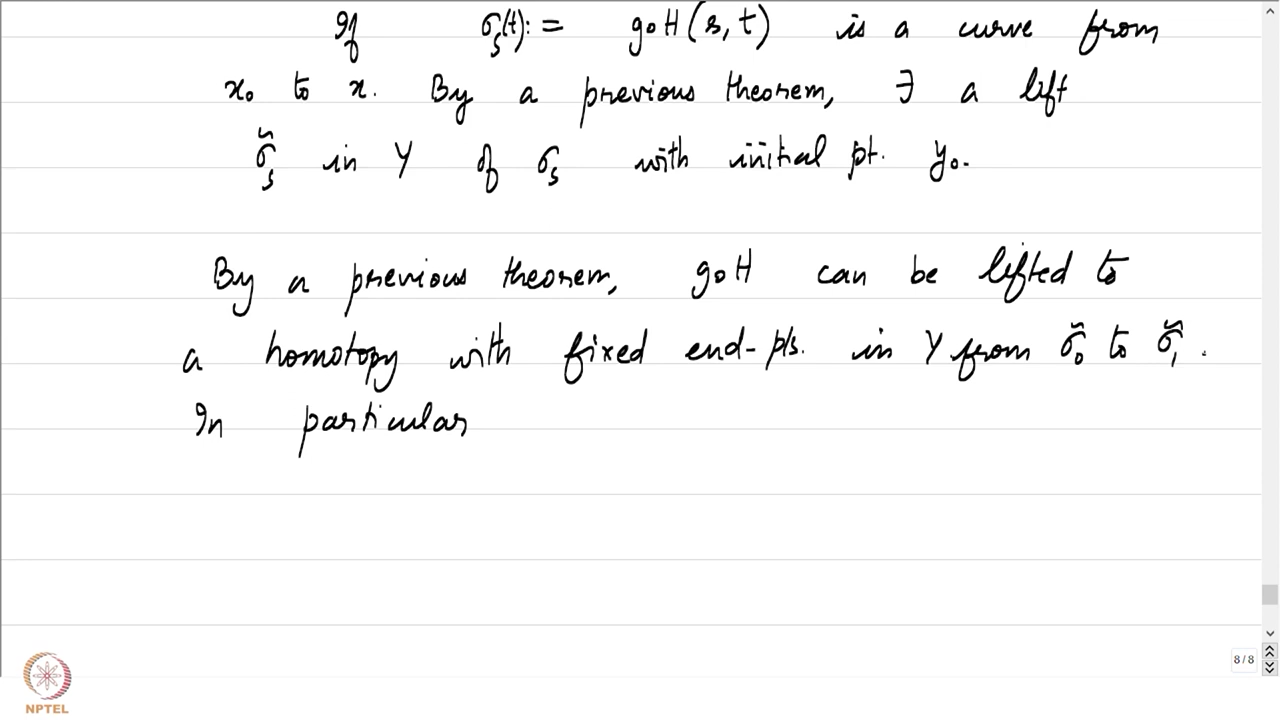 If σ_s(t) := g∘H(s, t) is a curve from
x₀ to x. By a previous theorem, ∃ a lift
σ̃_s in Y of σ_s with initial pt. y₀.
By a previous theorem, g∘H can be lifted to
a homotopy with fixed end-pts. in Y from σ̃₀ to σ̃₁.
In particular
8/8
NPTEL